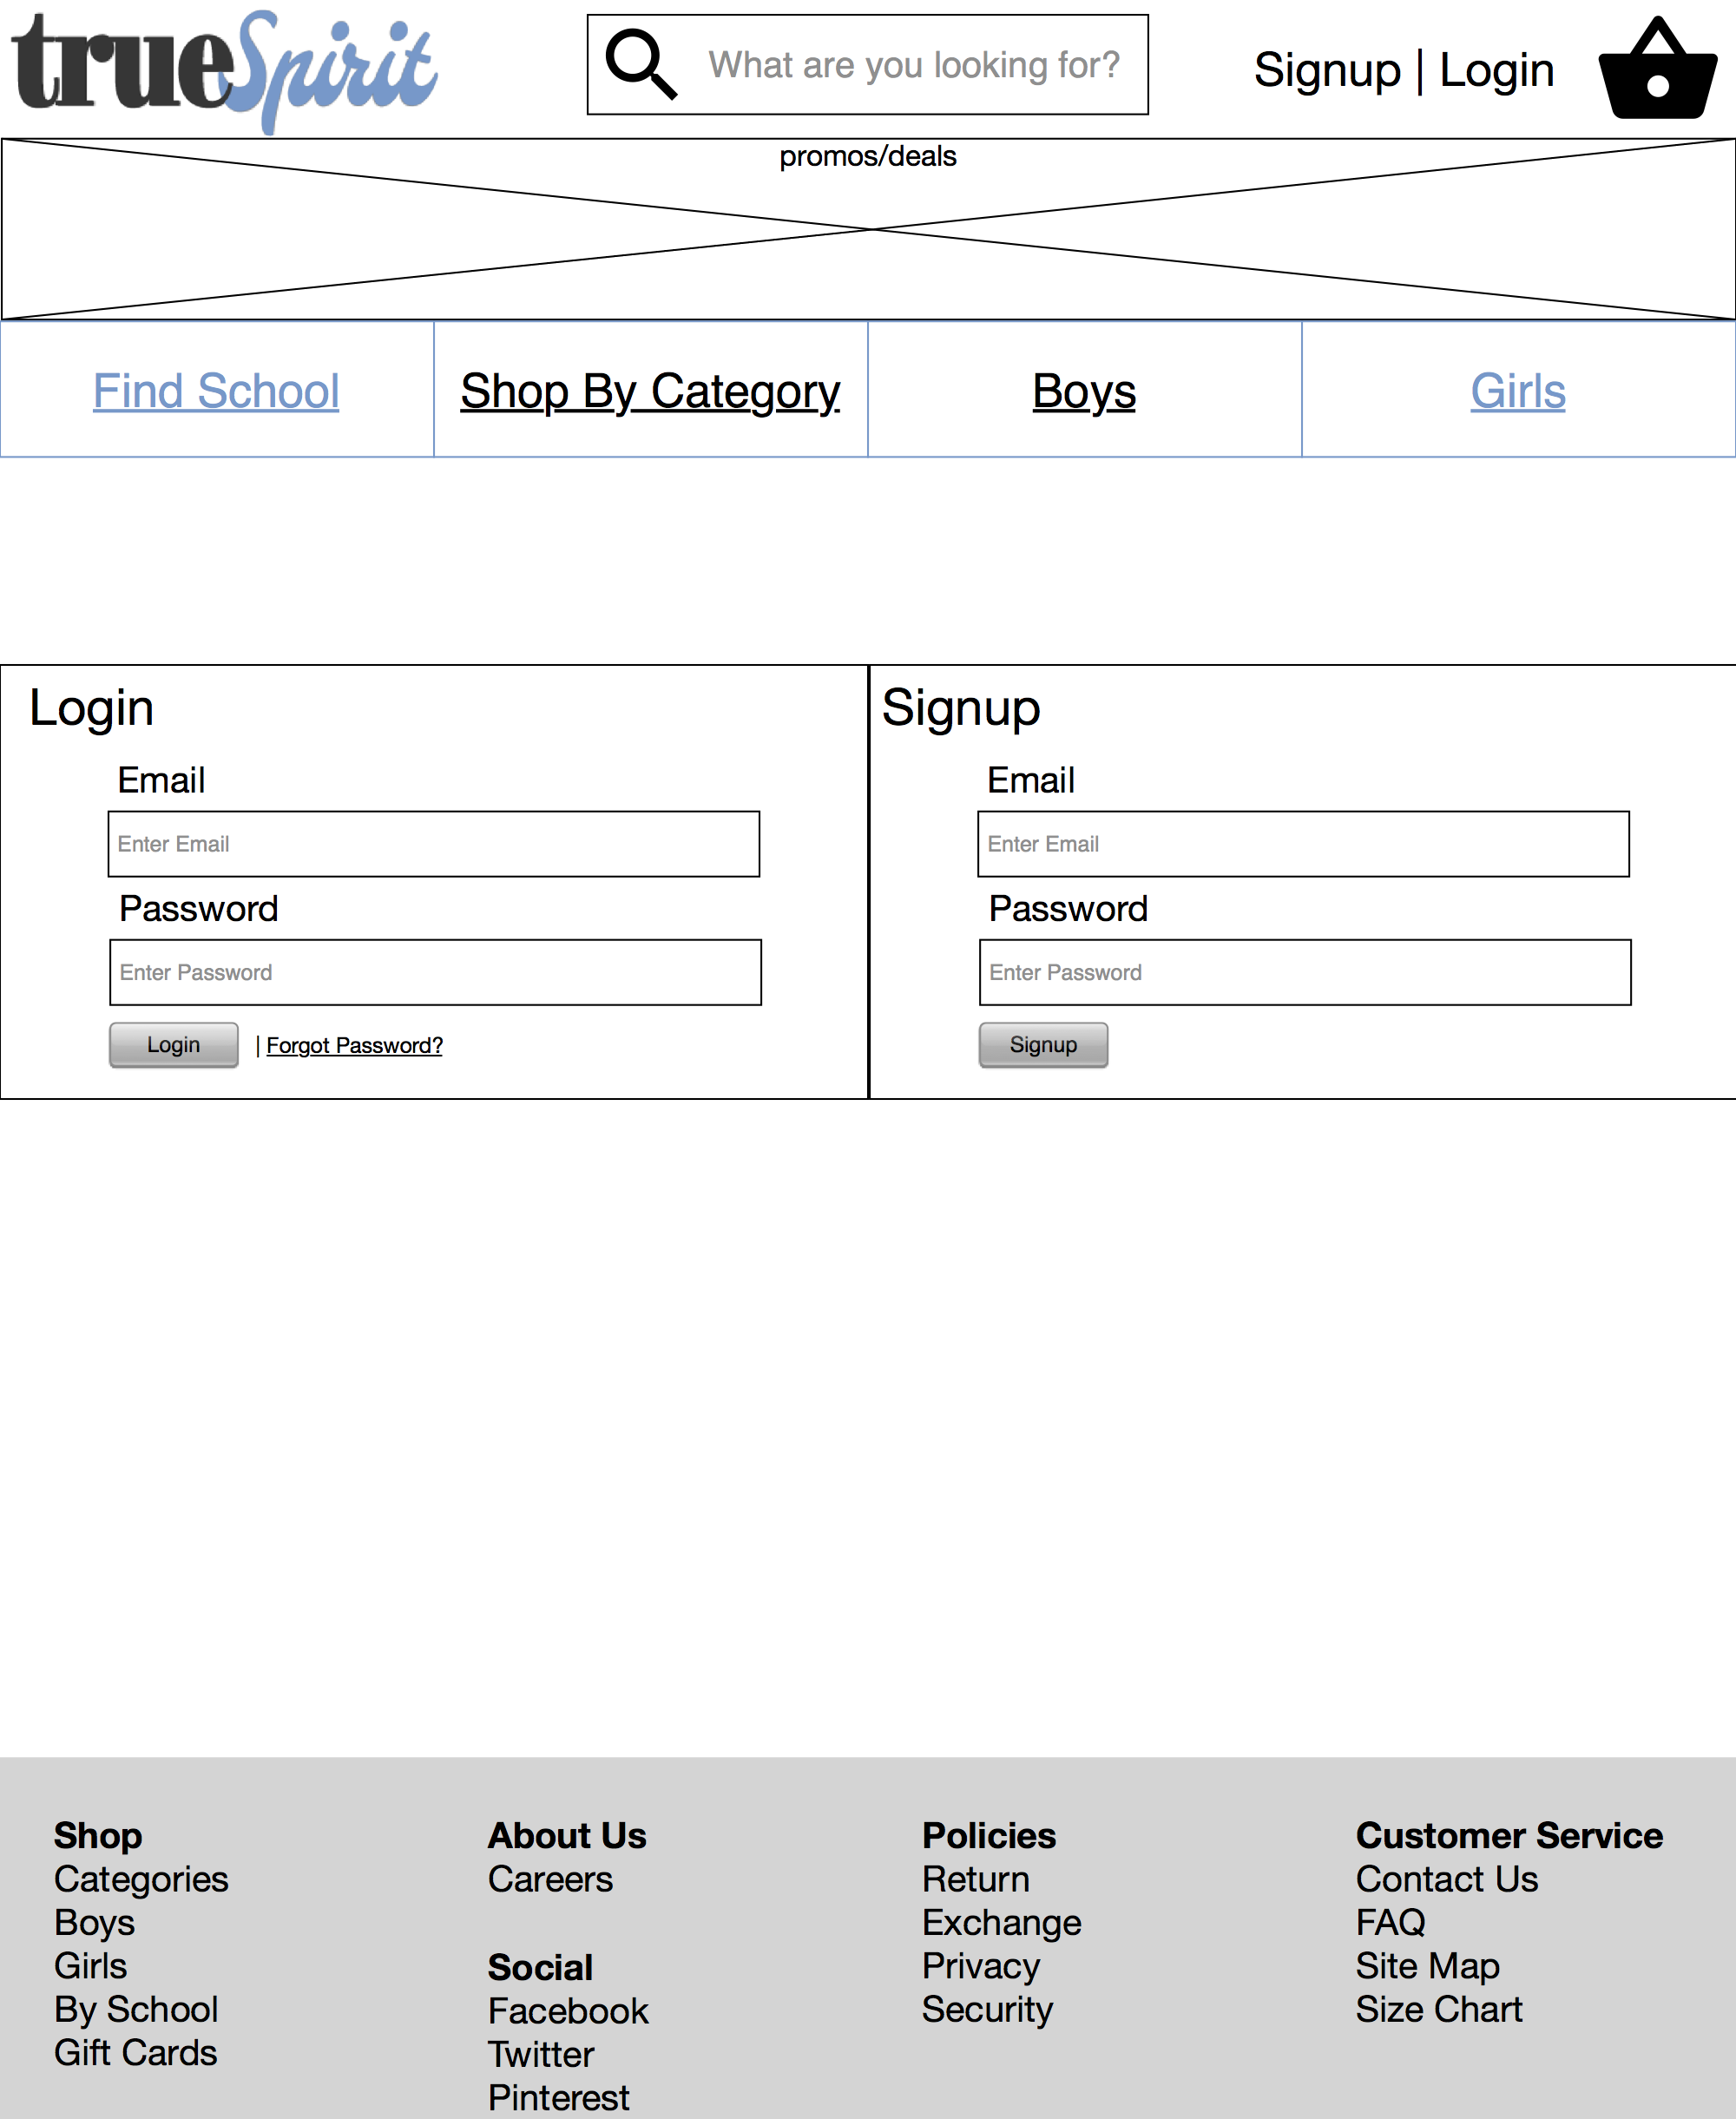 trueSpirit
What are you looking for?
Signup | Login
promos/deals
Find School
Shop By Category
Boys
Girls
Login
Email
Enter Email
Password
Enter Password
Login | Forgot Password?
Signup
Email
Enter Email
Password
Enter Password
Signup
Shop
Categories
Boys
Girls
By School
Gift Cards
About Us
Careers
Social
Facebook
Twitter
Pinterest
Policies
Return
Exchange
Privacy
Security
Customer Service
Contact Us
FAQ
Site Map
Size Chart